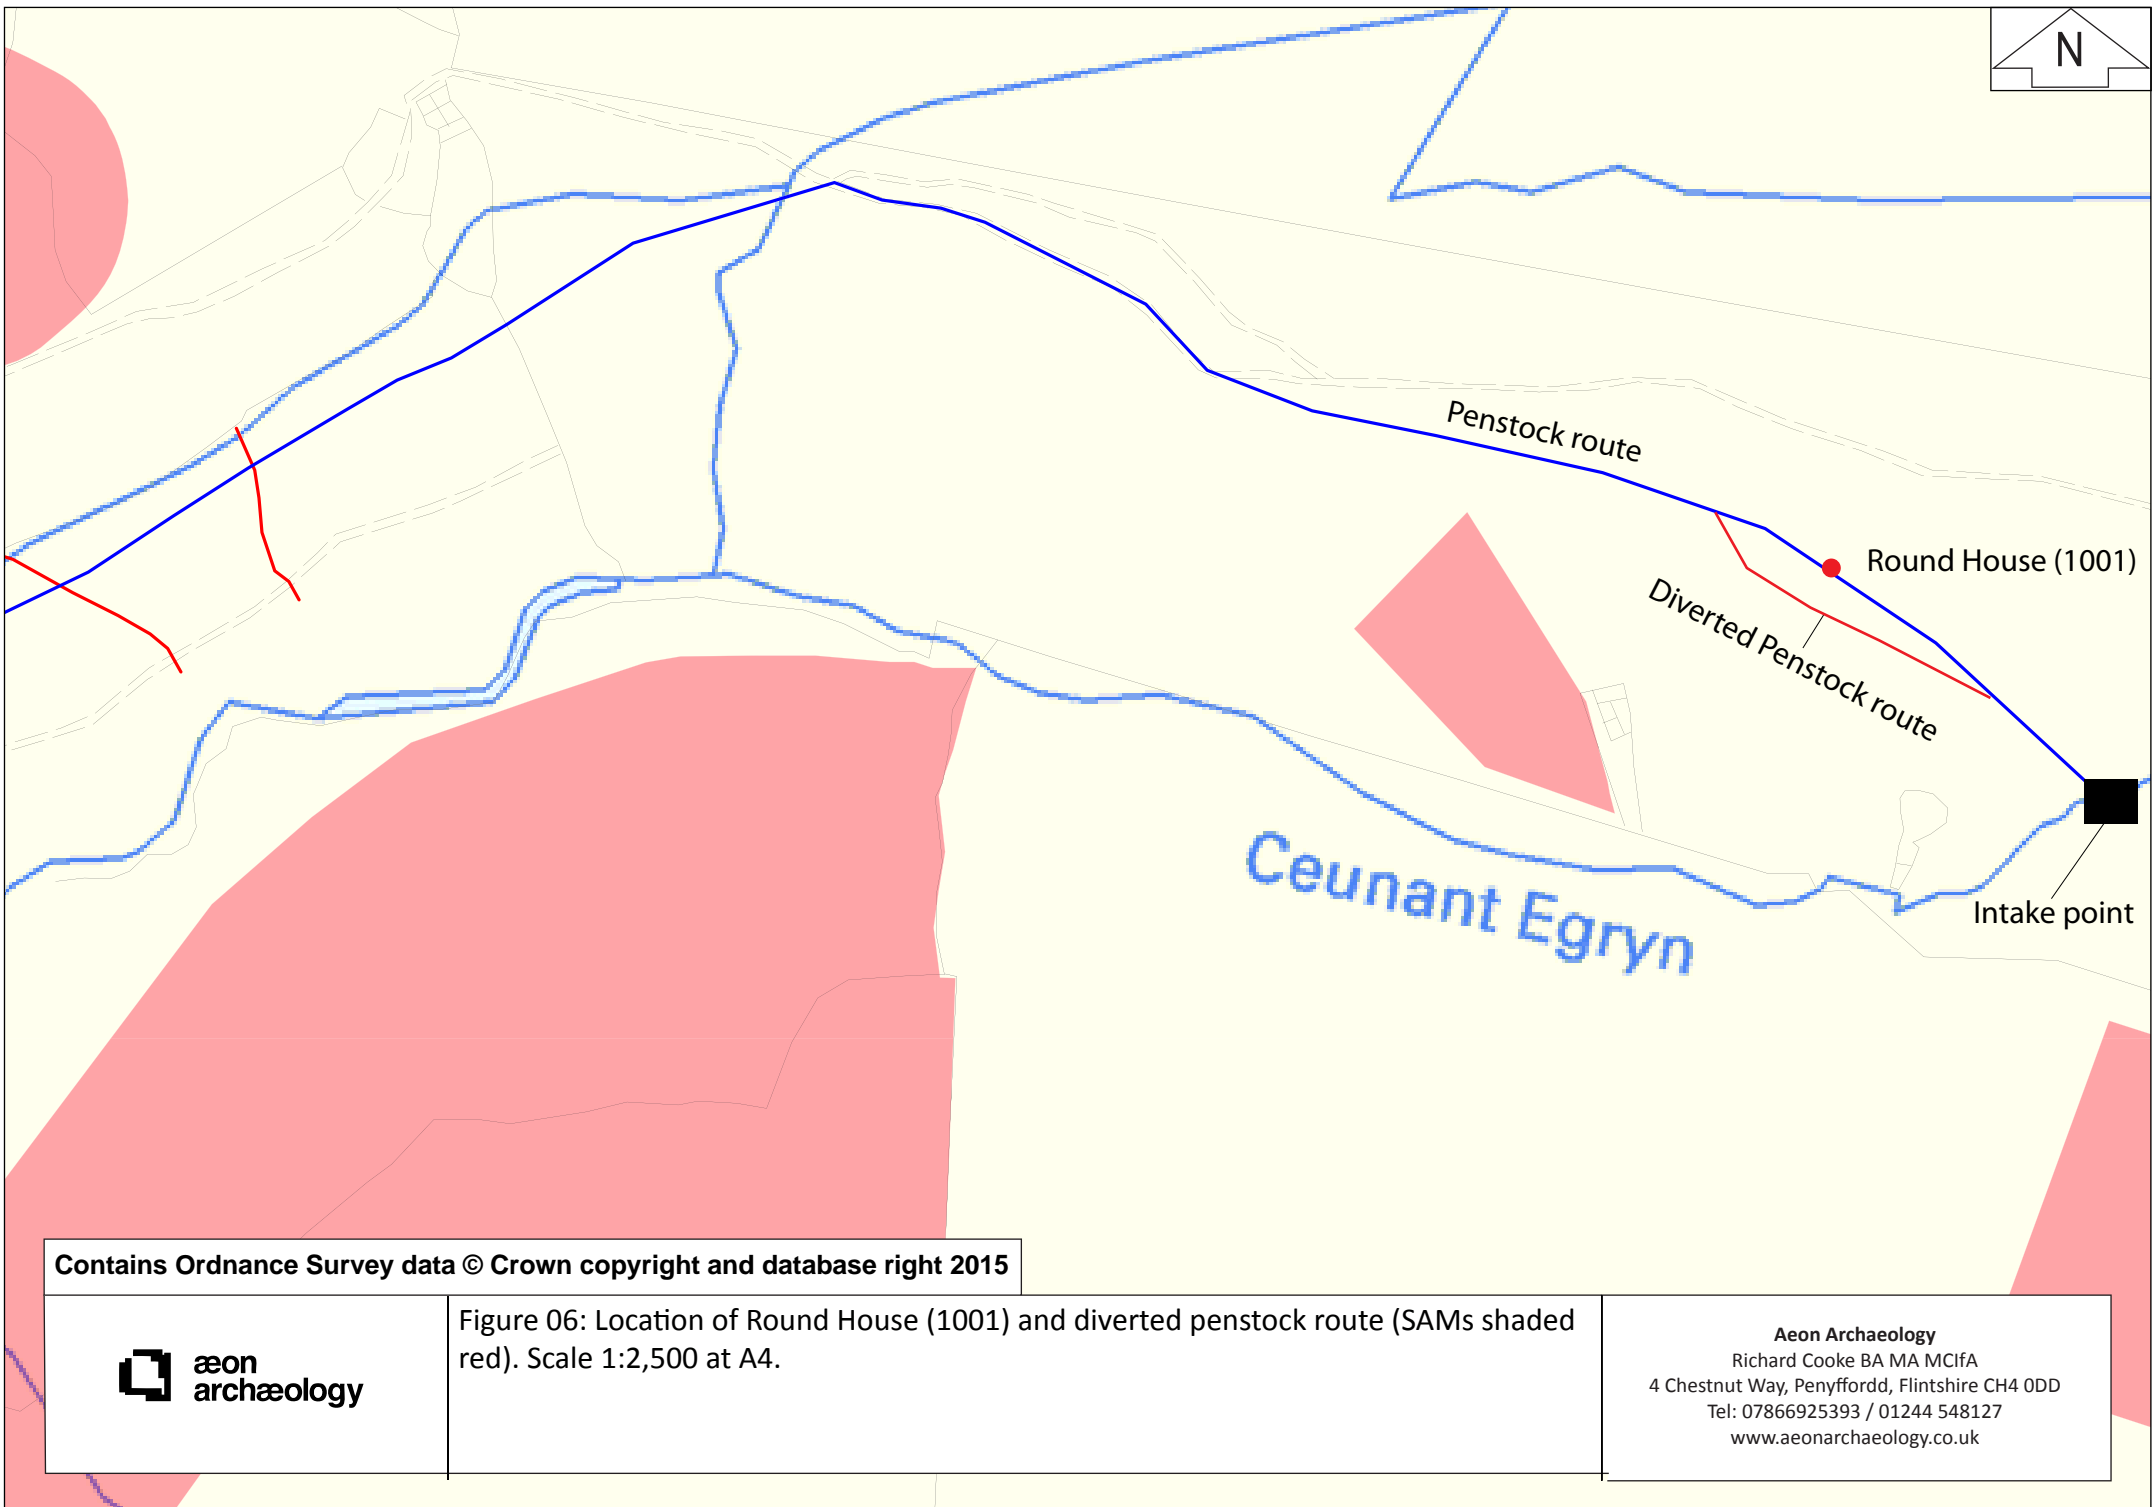 N
Penstock route
Round House (1001)
Diverted Penstock route
Ceunant Egryn
Intake point
Contains Ordnance Survey data © Crown copyright and database right 2015
æon
archæology
Figure 06: Location of Round House (1001) and diverted penstock route (SAMs shaded
red). Scale 1:2,500 at A4.
Aeon Archaeology
Richard Cooke BA MA MCIfA
4 Chestnut Way, Penyffordd, Flintshire CH4 0DD
Tel: 07866925393 / 01244 548127
www.aeonarchaeology.co.uk